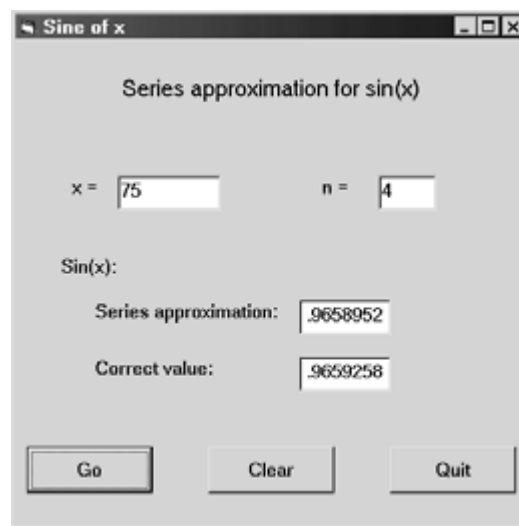 Sine of x
Series approximation for sin(x)
x = 75 n = 4
Sin(x):
Series approximation: .9658952
Correct value: .9659258
Go Clear Quit